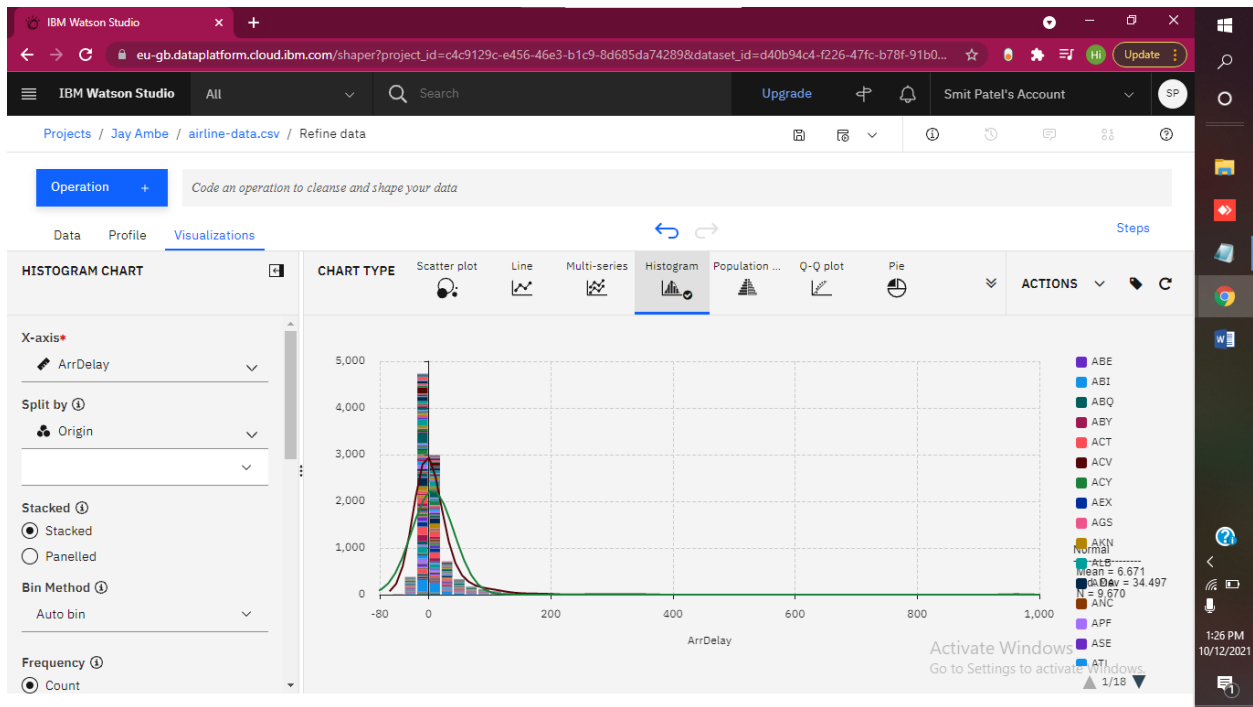 IBM Watson Studio
eu-gb.dataplatform.cloud.ibm.com/shaper?project_id=c4c9129c-e456-46e3-b1c9-8d685da74289&dataset_id=d40b94c4-f226-47fc-b78f-91b0...
Hi
Update
IBM Watson Studio
All
Search
Upgrade
Smit Patel's Account
SP
Projects / Jay Ambe / airline-data.csv / Refine data
Operation +
Code an operation to cleanse and shape your data
Data
Profile
Visualizations
Steps
HISTOGRAM CHART
CHART TYPE
Scatter plot
Line
Multi-series
Histogram
Population ...
Q-Q plot
Pie
ACTIONS
X-axis*
ArrDelay
Split by
Origin
Stacked
Stacked
Panelled
Bin Method
Auto bin
Frequency
Count
5,000
4,000
3,000
2,000
1,000
0
-80
0
200
400
600
800
1,000
ArrDelay
ABE
ABI
ABQ
ABY
ACT
ACV
ACY
AEX
AGS
AKN
Normal
ALB
Mean = 6.671
= 34.497
N = 9,670
ANC
APF
ASE
ATL
1/18
Activate Windows
Go to Settings to activate Windows.
1:26 PM
10/12/2021
1